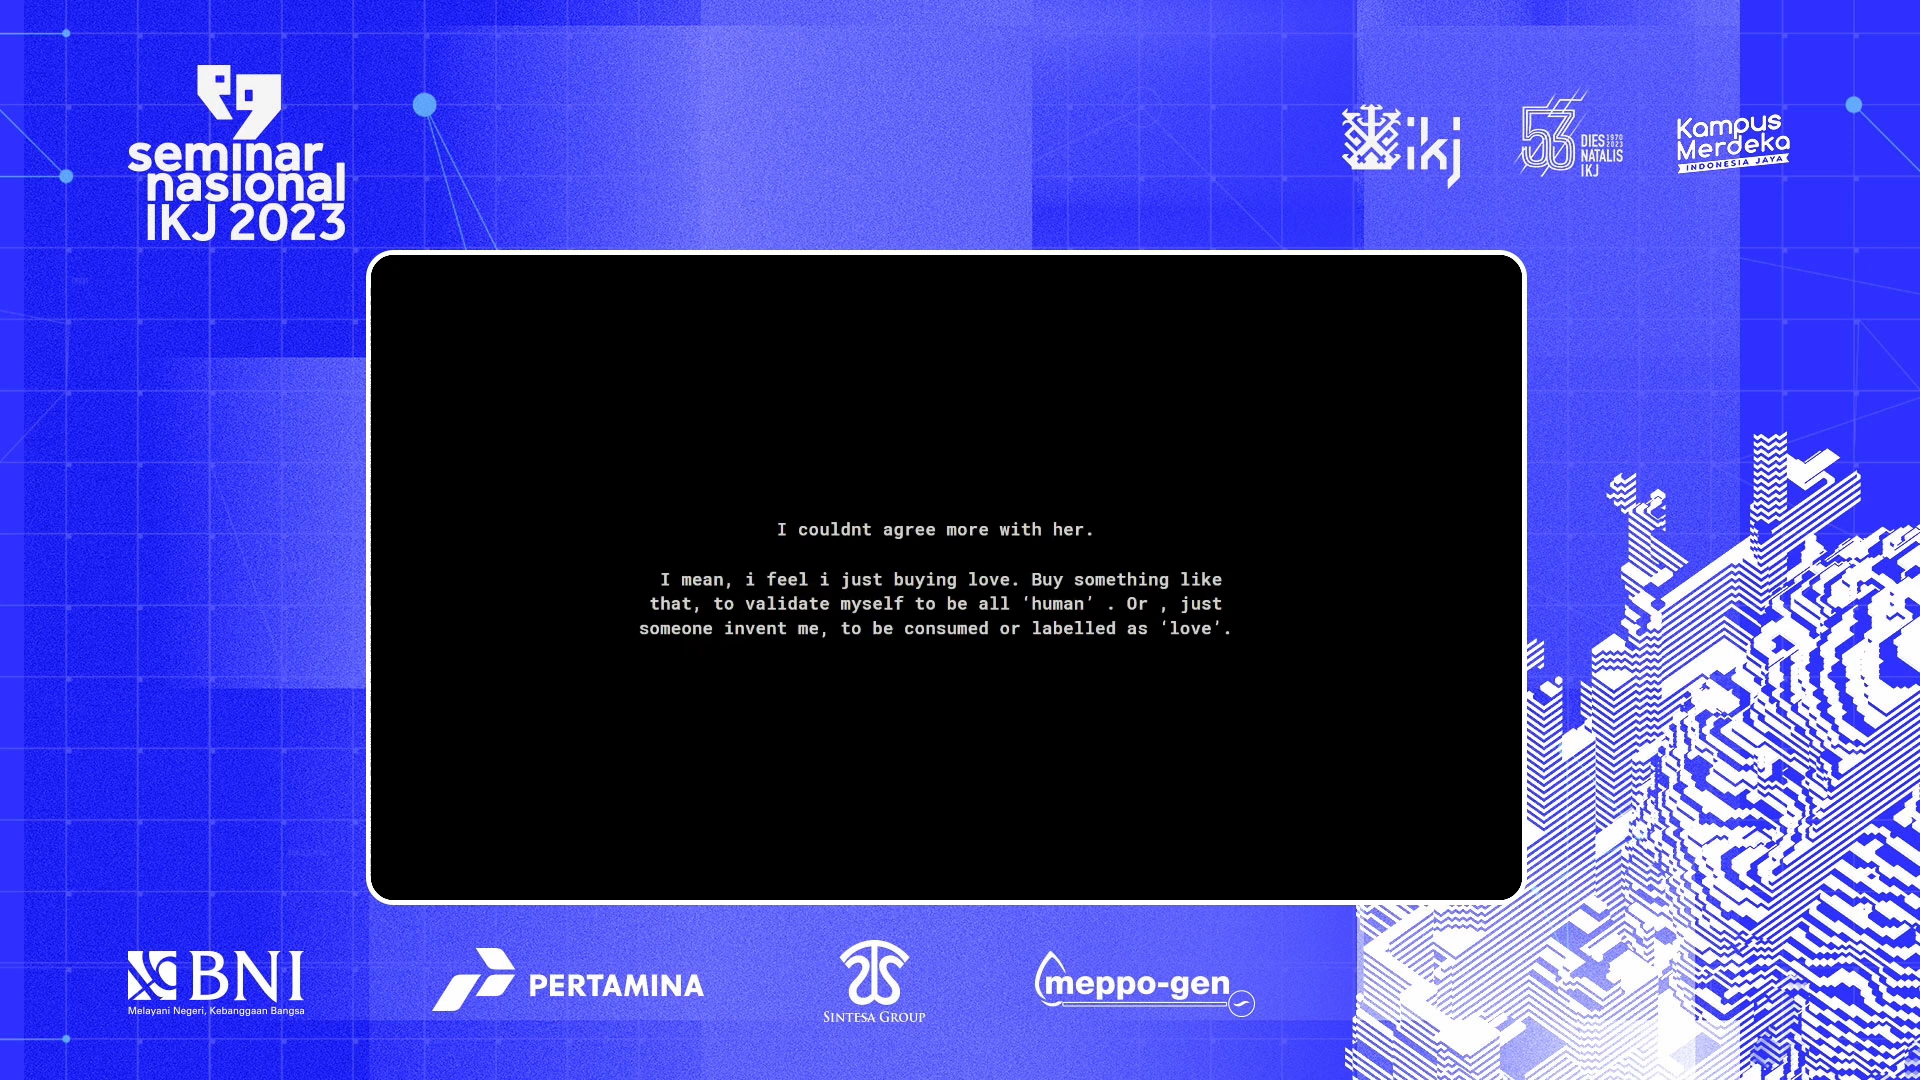 seminar
nasional
IKJ 2023
ikj
53
DIES 1970
2023
NATALIS
IKJ
Kampus
Merdeka
INDONESIA JAYA
I couldnt agree more with her.
I mean, i feel i just buying love. Buy something like
that, to validate myself to be all ‘human’ . Or , just
someone invent me, to be consumed or labelled as ‘love’.
BNI
Melayani Negeri, Kebanggaan Bangsa
PERTAMINA
SINTESA GROUP
meppo-gen